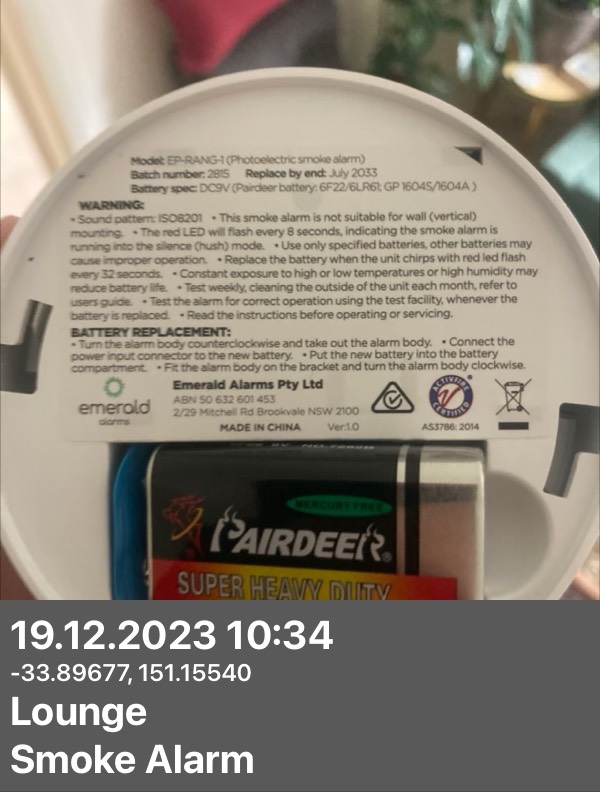 Model: EP-RANG-1 (Photoelectric smoke alarm)
Batch number: 2815 Replace by end: July 2033
Battery spec: DC9V (Pairdeer battery: 6F22/6LR61; GP 1604S/1604A )
WARNING:
• Sound pattern: ISO8201 • This smoke alarm is not suitable for wall (vertical)
mounting. • The red LED will flash every 8 seconds, indicating the smoke alarm is
running into the silence (hush) mode. • Use only specified batteries, other batteries may
cause improper operation. • Replace the battery when the unit chirps with red led flash
every 32 seconds. • Constant exposure to high or low temperatures or high humidity may
reduce battery life. • Test weekly, cleaning the outside of the unit each month, refer to
users guide. • Test the alarm for correct operation using the test facility, whenever the
battery is replaced. • Read the instructions before operating or servicing.
BATTERY REPLACEMENT:
• Turn the alarm body counterclockwise and take out the alarm body. • Connect the
power input connector to the new battery. • Put the new battery into the battery
compartment. • Fit the alarm body on the bracket and turn the alarm body clockwise.
emerald
alarms
Emerald Alarms Pty Ltd
ABN 50 632 601 453
2/29 Mitchell Rd Brookvale NSW 2100
MADE IN CHINA Ver:1.0
ACTIVFIRE
CERTIFIED
AS3786: 2014
MERCURY FREE
PAIRDEER
SUPER HEAVY DUTY
19.12.2023 10:34
-33.89677, 151.15540
Lounge
Smoke Alarm